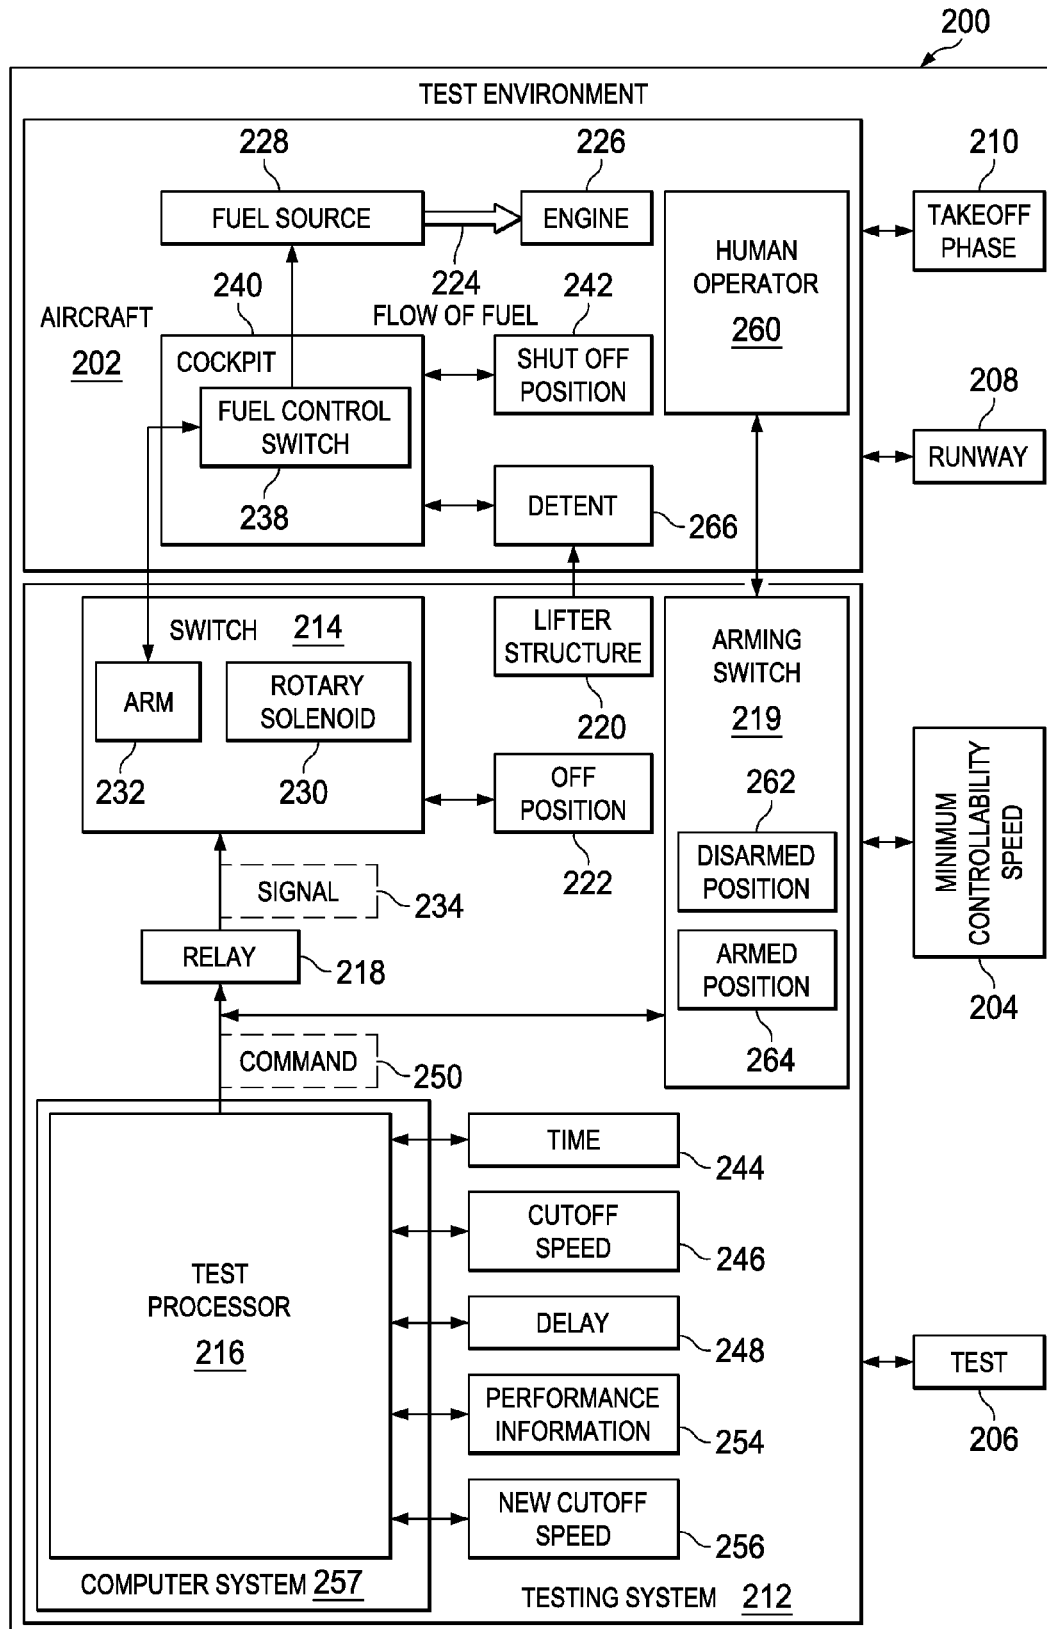 200
TEST ENVIRONMENT
228
226
210
FUEL SOURCE
ENGINE
TAKEOFF
PHASE
HUMAN
OPERATOR
260
240
224
242
FLOW OF FUEL
AIRCRAFT
202
COCKPIT
SHUT OFF
POSITION
FUEL CONTROL
SWITCH
238
208
RUNWAY
DETENT
266
SWITCH 214
LIFTER
STRUCTURE
220
ARMING
SWITCH
219
ARM
232
ROTARY
SOLENOID
230
OFF
POSITION
222
262
DISARMED
POSITION
MINIMUM
CONTROLLABILITY
SPEED
204
SIGNAL
234
RELAY
218
ARMED
POSITION
264
COMMAND
250
TIME
244
CUTOFF
SPEED
246
TEST
PROCESSOR
216
DELAY
248
TEST
206
PERFORMANCE
INFORMATION
254
NEW CUTOFF
SPEED
256
COMPUTER SYSTEM 257
TESTING SYSTEM 212